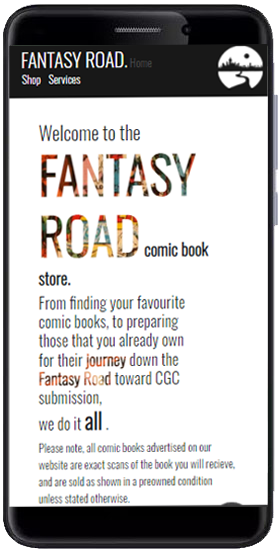 FANTASY ROAD. Home
Shop Services
Welcome to the
FANTASY
ROAD comic book
store.
From finding your favourite
comic books, to preparing
those that you already own
for their journey down the
Fantasy Road toward CGC
submission,
we do it all .
Please note, all comic books advertised on our
website are exact scans of the book you will recieve,
and are sold as shown in a preowned condition
unless stated otherwise.